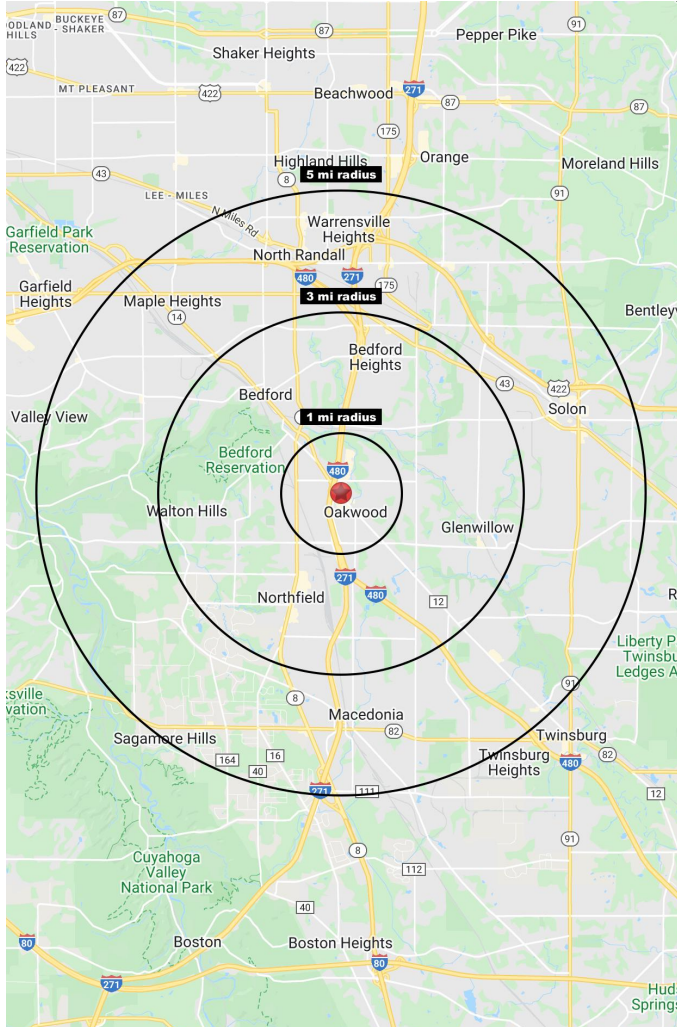 87
91
ODLAND
BUCKEYE
- SHAKER
HILLS
87
Pepper Pike
Shaker Heights
422
MT PLEASANT
422
Beachwood
271
87
87
175
Highland Hills
Orange
Moreland Hills
43
8
5 mi radius
91
LEE - MILES
N Miles Rd
Garfield Park
Reservation
Warrensville
Heights
North Randall
480
271
175
Garfield
Heights
Maple Heights
3 mi radius
14
Bentley
Bedford
Heights
43
422
Bedford
Solon
Valley View
1 mi radius
Bedford
Reservation
480
Walton Hills
Oakwood
Glenwillow
271
480
Northfield
12
R
Liberty P
Twinsbu
Ledges A
ksville
vation
8
91
Macedonia
82
Sagamore Hills
Twinsburg
82
164
16
40
Twinsburg
Heights
480
271
111
12
91
8
Cuyahoga
Valley
National Park
112
40
80
Boston
Boston Heights
80
271
Hud
Springs